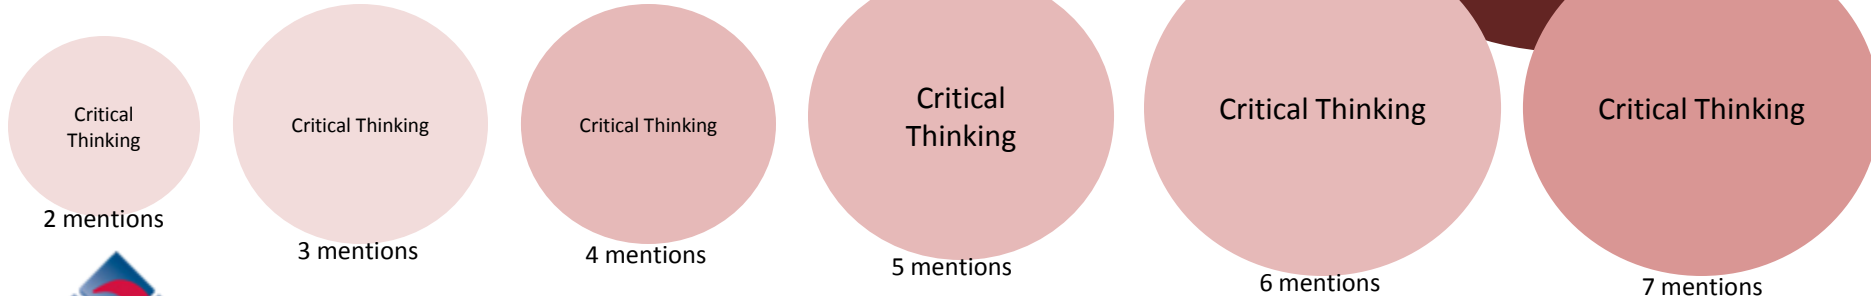 Critical
Thinking
2 mentions
Critical Thinking
3 mentions
Critical Thinking
4 mentions
Critical
Thinking
5 mentions
Critical Thinking
6 mentions
Critical Thinking
7 mentions